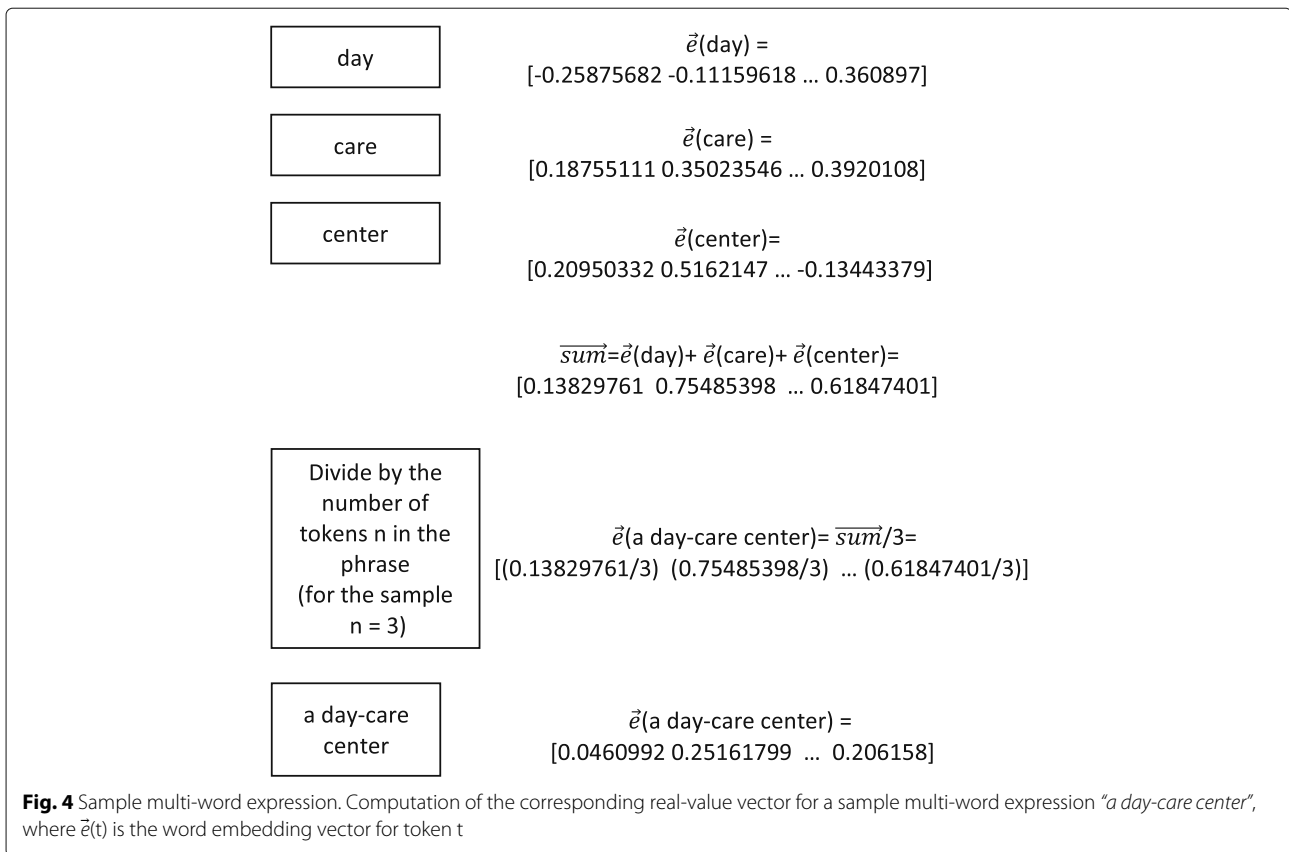 day
e⃗(day) =
[-0.25875682 -0.11159618 ... 0.360897]
care
e⃗(care) =
[0.18755111 0.35023546 ... 0.3920108]
center
e⃗(center)=
[0.20950332 0.5162147 ... -0.13443379]
s͟u͟m⃗=e⃗(day)+ e⃗(care)+ e⃗(center)=
[0.13829761 0.75485398 ... 0.61847401]
Divide by the
number of
tokens n in the
phrase
(for the sample
n = 3)
e⃗(a day-care center)= sum⃗/3=
[(0.13829761/3) (0.75485398/3) ... (0.61847401/3)]
a day-care
center
e⃗(a day-care center) =
[0.0460992 0.25161799 ... 0.206158]
Fig. 4 Sample multi-word expression. Computation of the corresponding real-value vector for a sample multi-word expression “a day-care center”,
where e⃗(t) is the word embedding vector for token t